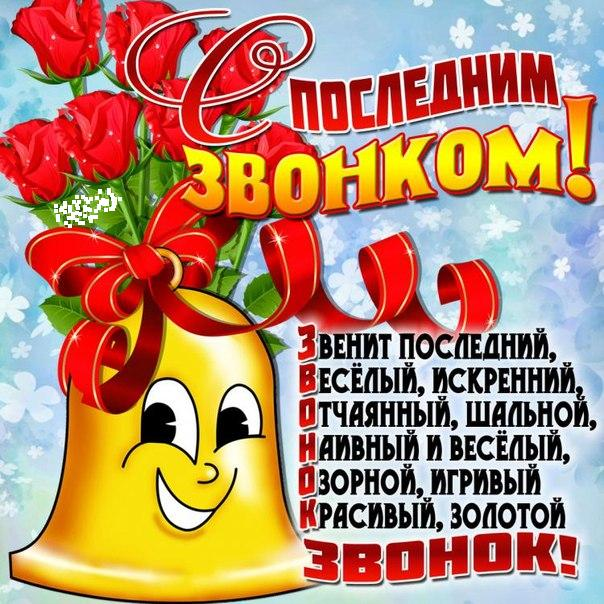 С ПОСЛЕДНИМ
ЗВОНКОМ!
ЗВЕНИТ ПОСЛЕДНИЙ,
ВЕСЁЛЫЙ, ИСКРЕННИЙ,
ОТЧАЯННЫЙ, ШАЛЬНОЙ,
НАИВНЫЙ И ВЕСЁЛЫЙ,
ОЗОРНОЙ, ИГРИВЫЙ
КРАСИВЫЙ, ЗОЛОТОЙ
ЗВОНОК!